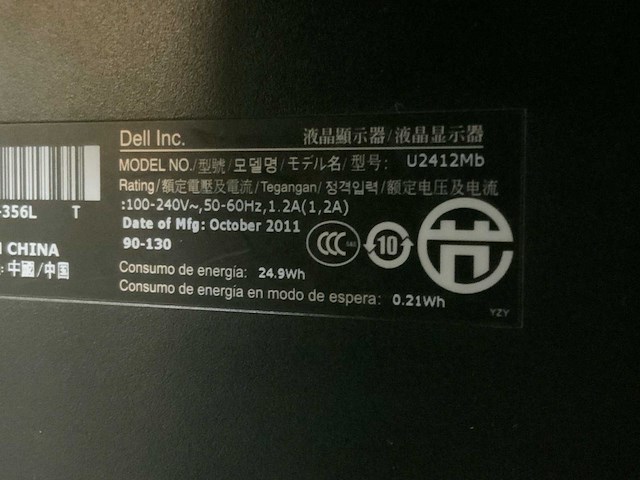 Dell Inc. 液晶顯示器/液晶显示器
MODEL NO./型號/모델명/モデル名/型号: U2412Mb
Rating/額定電壓及電流/Tegangan/정격입력/额定电压及电流
:100-240V~,50-60Hz,1.2A(1,2A)
-356L T
Date of Mfg: October 2011
CHINA
90-130
CCC
10
: 中國/中国
Consumo de energía: 24.9Wh
Consumo de energía en modo de espera: 0.21Wh
YZY